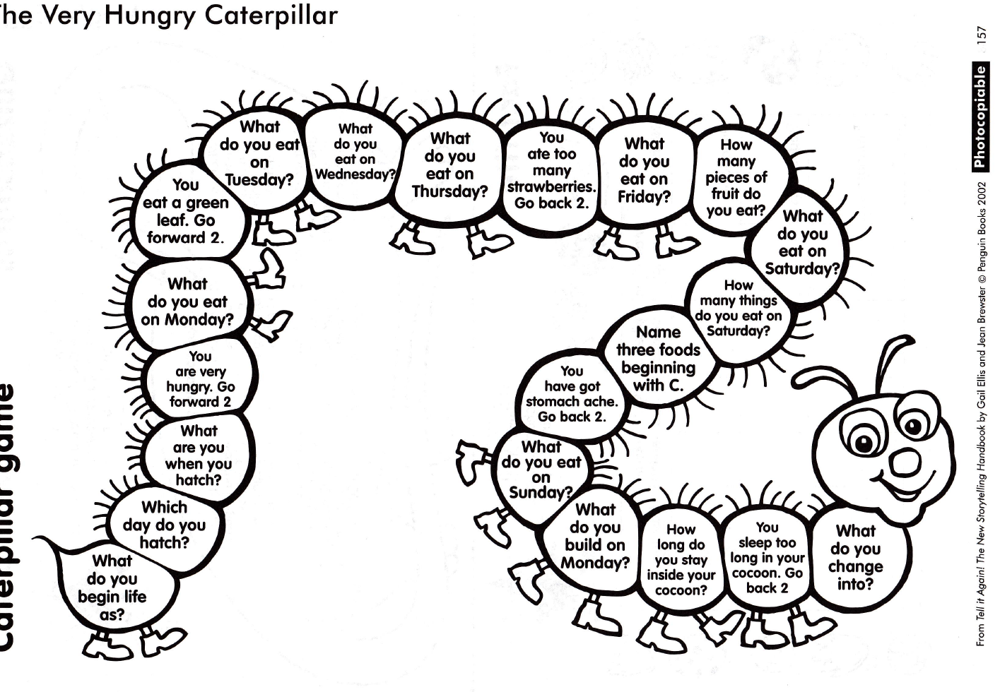 The Very Hungry Caterpillar
Caterpillar game
What
do you
begin life
as?
Which
day do you
hatch?
What
are you
when you
hatch?
You
are very
hungry. Go
forward 2
What
do you eat
on Monday?
You
eat a green
leaf. Go
forward 2.
What
do you eat
on
Tuesday?
What
do you
eat on
Wednesday?
What
do you
eat on
Thursday?
You
ate too
many
strawberries.
Go back 2.
What
do you
eat on
Friday?
How
many
pieces of
fruit do
you eat?
What
do you
eat on
Saturday?
How
many things
do you eat on
Saturday?
Name
three foods
beginning
with C.
You
have got
stomach ache.
Go back 2.
What
do you eat
on
Sunday?
What
do you
build on
Monday?
How
long do
you stay
inside your
cocoon?
You
sleep too
long in your
cocoon. Go
back 2
What
do you
change
into?
From Tell it Again! The New Storytelling Handbook by Gail Ellis and Jean Brewster © Penguin Books 2002 Photocopiable 157